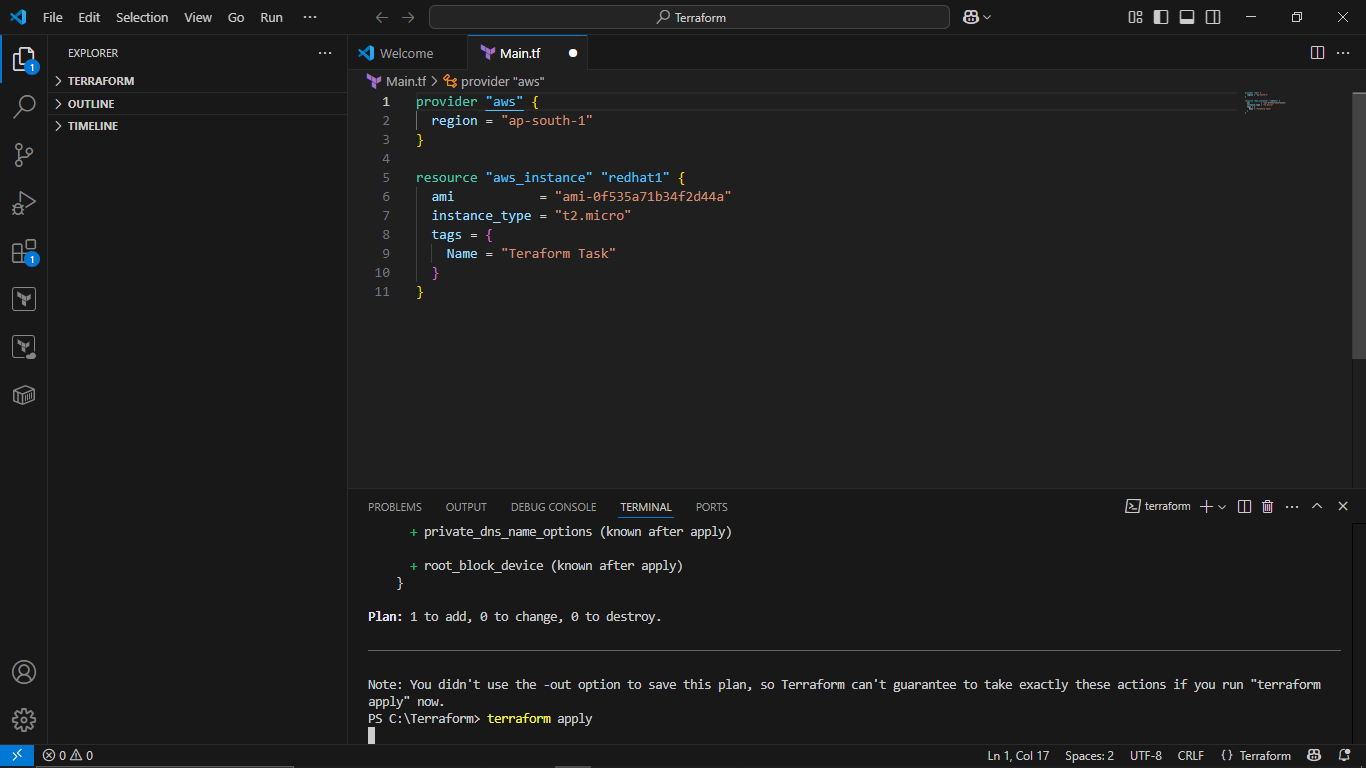 File Edit Selection View Go Run ···
Terraform
EXPLORER ···
TERRAFORM
OUTLINE
TIMELINE
1
1
Welcome
Main.tf
Main.tf > provider "aws"
1 provider "aws" {
2 region = "ap-south-1"
3 }
4
5 resource "aws_instance" "redhat1" {
6 ami = "ami-0f535a71b34f2d44a"
7 instance_type = "t2.micro"
8 tags = {
9 Name = "Teraform Task"
10 }
11 }
PROBLEMS OUTPUT DEBUG CONSOLE TERMINAL PORTS
terraform
+ private_dns_name_options (known after apply)
+ root_block_device (known after apply)
}
Plan: 1 to add, 0 to change, 0 to destroy.
Note: You didn't use the -out option to save this plan, so Terraform can't guarantee to take exactly these actions if you run "terraform
apply" now.
PS C:\Terraform> terraform apply
0 0
Ln 1, Col 17 Spaces: 2 UTF-8 CRLF {} Terraform